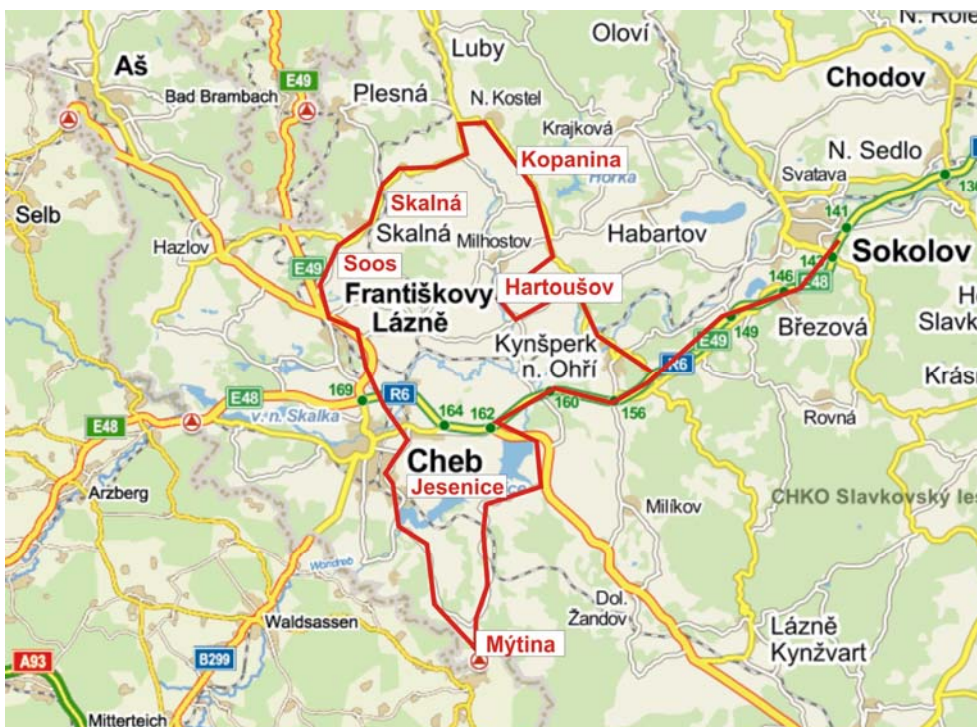 N. Role
Luby
Oloví
Aš
E49
Chodov
Bad Brambach
Plesná
N. Kostel
Krajková
Kopanina
N. Sedlo
Horka
Svatava
136
Skalná
Selb
141
Skalná
Milhostov
Habartov
Hazlov
Sokolov
142
Soos
E49
Hartoušov
146
E48
Františkovy
Lázně
149
Březová
Slavk
Kynšperk
n. Ohří
E49
R6
Krás
169
R6
E48
160
156
v. n. Skalka
164
162
Rovná
E48
Cheb
Jesenice
Arzberg
CHKO Slavkovský les
Milíkov
Wondreb
Dol.
Žandov
Waldsassen
Lázně
Kynžvart
Mýtina
A93
B299
Mitterteich